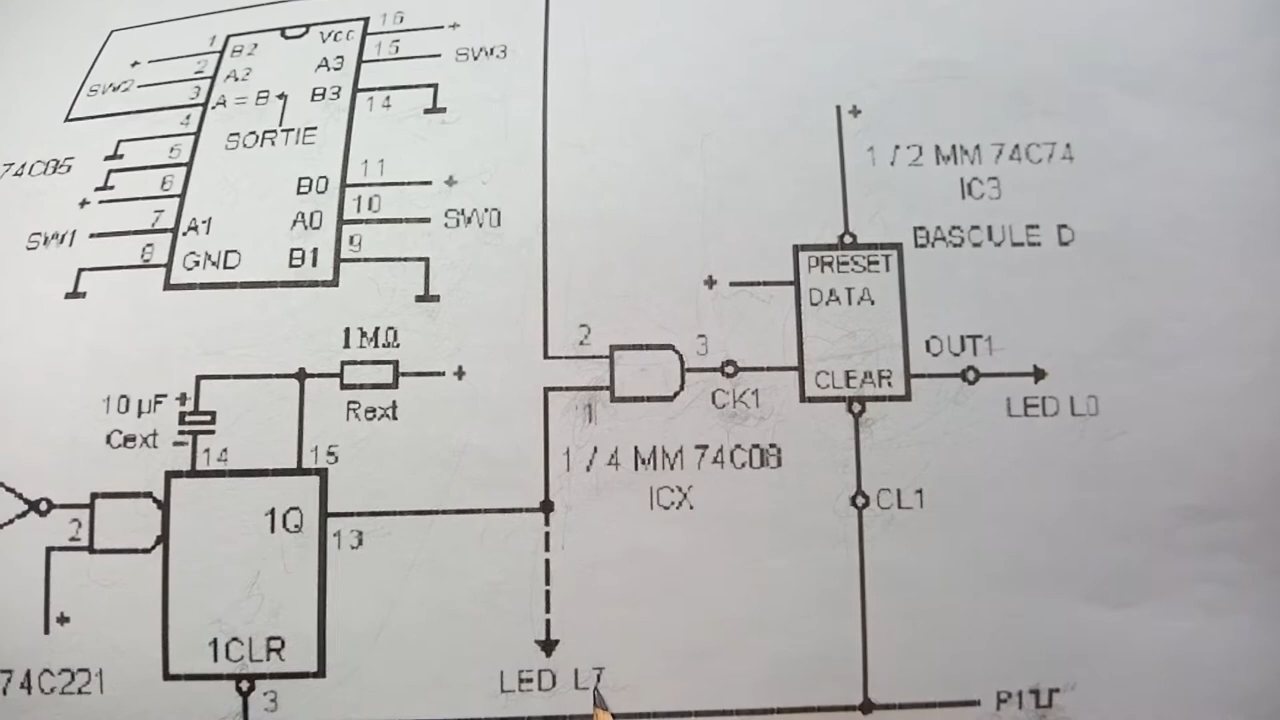 16
+
VCC
1
B2
15
SW3
+
2
A2
A3
SW2
3
A = B
B3
14
4
SORTIE
74C85
5
11
6
B0
+
+
10
7
A1
A0
SW0
SW1
9
8
GND
B1
+
1 / 2 MM 74C74
IC3
BASCULE D
PRESET
+
DATA
OUT1
CLEAR
LED L0
1MΩ
+
Rext
10 µF +
Cext −
14
15
2
3
CK1
1
1 / 4 MM 74C08
ICX
CL1
2
1Q
13
+
1CLR
74C221
3
LED L7
P1